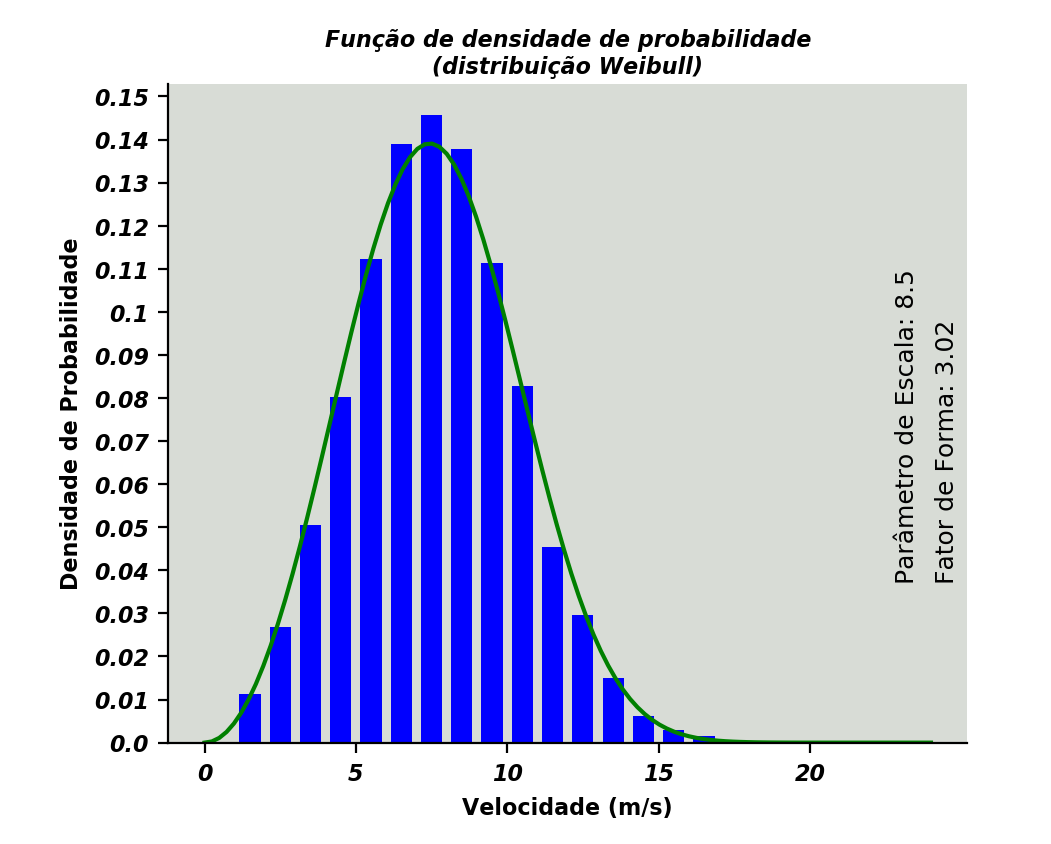 Função de densidade de probabilidade
(distribuição Weibull)
Densidade de Probabilidade
0.15
0.14
0.13
0.12
0.11
0.1
0.09
0.08
0.07
0.06
0.05
0.04
0.03
0.02
0.01
0.0
Parâmetro de Escala: 8.5
Fator de Forma: 3.02
0 5 10 15 20
Velocidade (m/s)